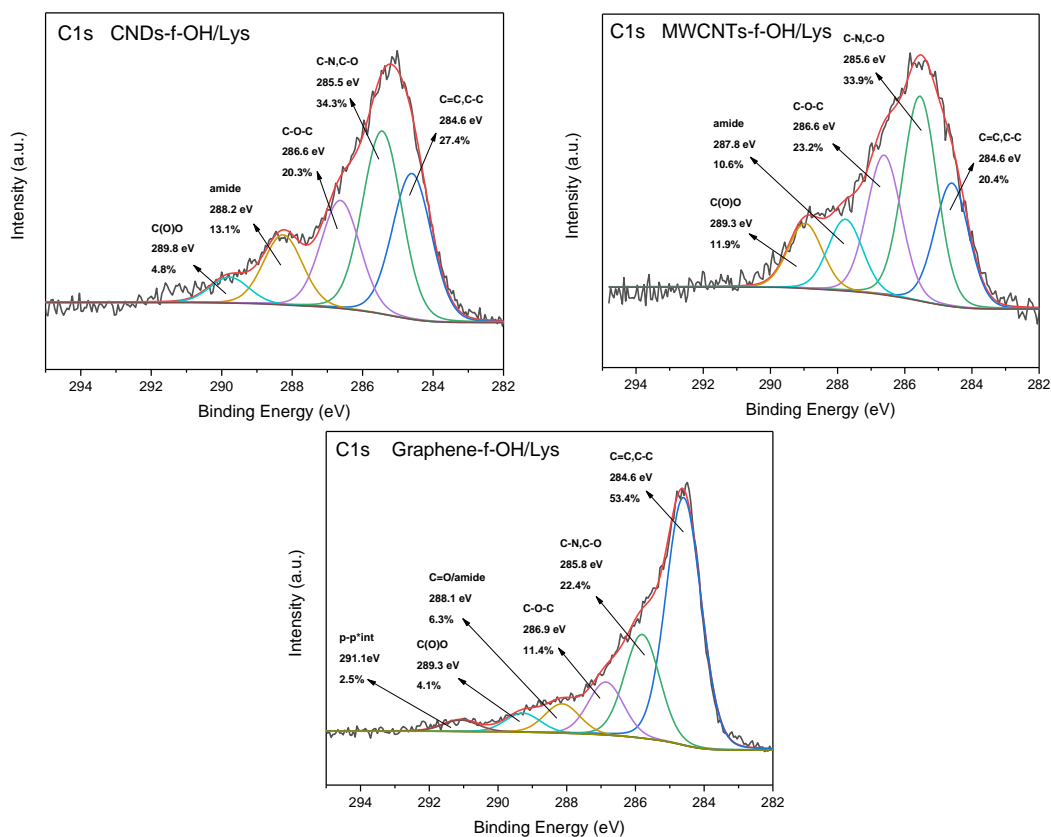 C1s CNDs-f-OH/Lys
C-N,C-O
285.5 eV
34.3%
C=C,C-C
284.6 eV
27.4%
C-O-C
286.6 eV
20.3%
amide
288.2 eV
13.1%
C(O)O
289.8 eV
4.8%
Intensity (a.u.)
294 292 290 288 286 284 282
Binding Energy (eV)
C1s MWCNTs-f-OH/Lys
C-N,C-O
285.6 eV
33.9%
C-O-C
286.6 eV
23.2%
amide
287.8 eV
10.6%
C=C,C-C
284.6 eV
20.4%
C(O)O
289.3 eV
11.9%
Intensity (a.u.)
294 292 290 288 286 284 282
Binding Energy (eV)
C1s Graphene-f-OH/Lys
C=C,C-C
284.6 eV
53.4%
C-N,C-O
285.8 eV
22.4%
C=O/amide
288.1 eV
6.3%
C-O-C
286.9 eV
11.4%
p-p*int
291.1eV
2.5%
C(O)O
289.3 eV
4.1%
Intensity (a.u.)
294 292 290 288 286 284 282
Binding Energy (eV)